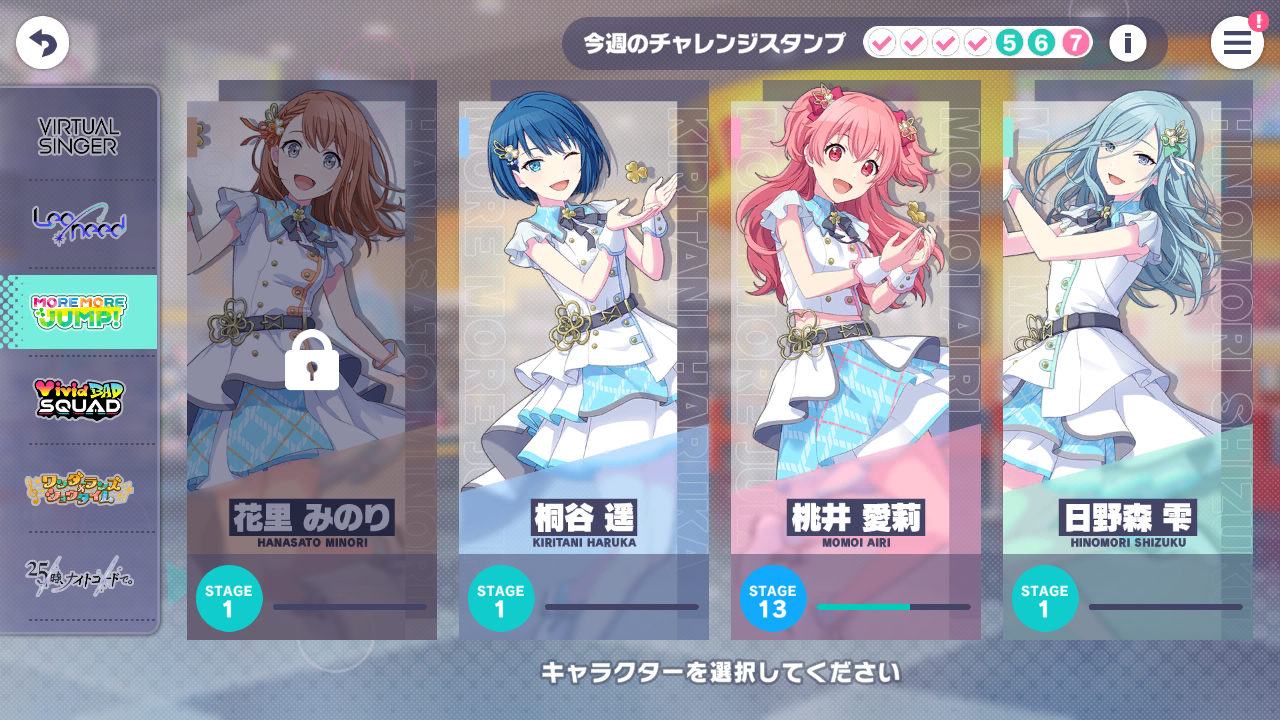 今週のチャレンジスタンプ
5 6 7
VIRTUAL
SINGER
Leo/need
MORE MORE
JUMP!
Vivid BAD
SQUAD
ワンダーランズ
×ショウタイム
25時、ナイトコードで。
HANASATO MINORI
花里 みのり
HANASATO MINORI
STAGE
1
MORE MORE JUMP!
KIRITANI HARUKA
桐谷 遥
KIRITANI HARUKA
STAGE
1
MORE MORE JUMP!
MOMOI AIRI
桃井 愛莉
MOMOI AIRI
STAGE
13
HINOMORI SHIZUKU
日野森 雫
HINOMORI SHIZUKU
STAGE
1
キャラクターを選択してください